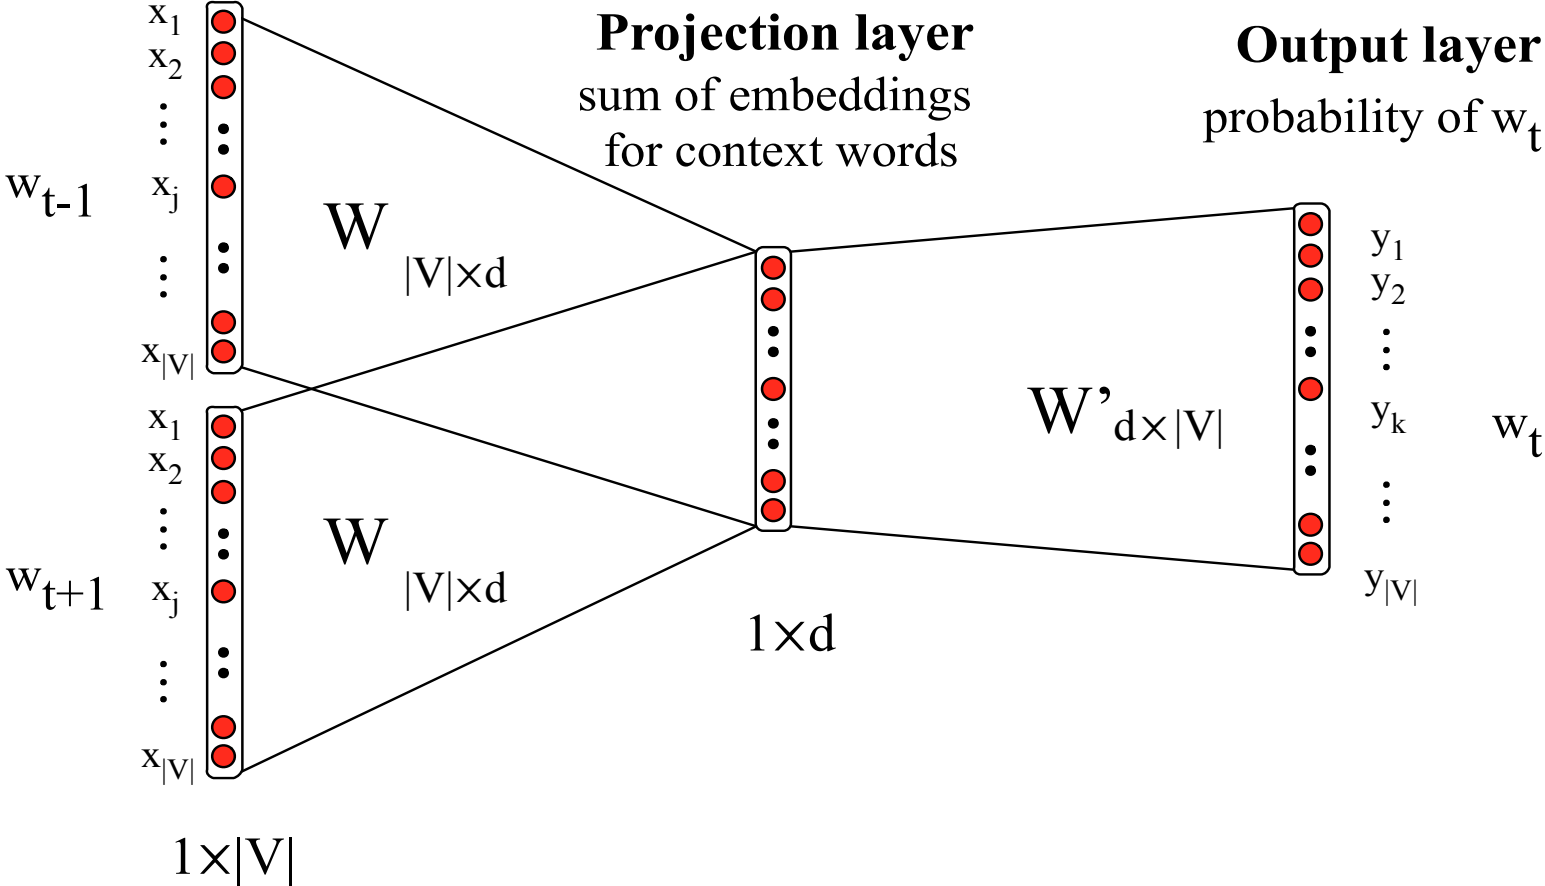 Projection layer
sum of embeddings
for context words
Output layer
probability of wt
wt-1
x1
x2
⋮
xj
⋮
x|V|
W |V|×d
wt+1
x1
x2
⋮
xj
⋮
x|V|
W |V|×d
1×|V|
1×d
W’d×|V|
y1
y2
⋮
yk
⋮
y|V|
wt